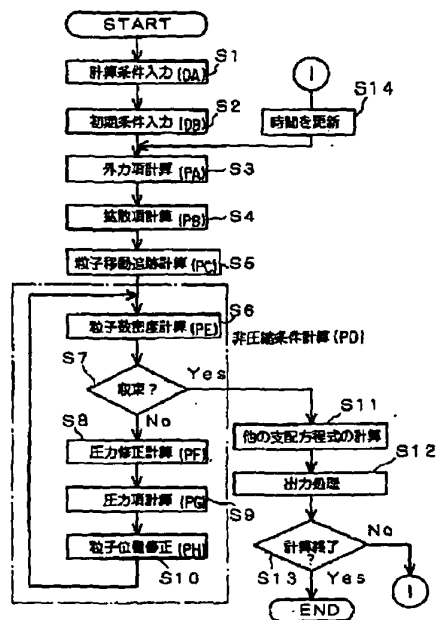 START
S1
計算条件入力(DA)
S2
初期条件入力(DB)
1
S14
時間を更新
外力項計算(PA)
S3
拡散項計算(PB)
S4
粒子移動追跡計算(PC)
S5
S6
粒子数密度計算(PE)
非圧縮条件計算(PD)
S7
収束?
Yes
No
S8
圧力修正計算(PF)
圧力項計算(PG)
S9
粒子位置修正(PH)
S10
S11
他の支配方程式の計算
S12
出力処理
計算終了
?
No
S13
Yes
1
END